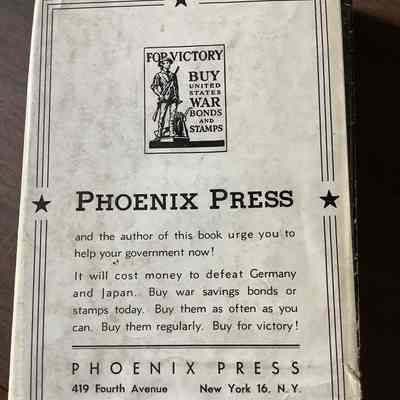 FOR VICTORY
BUY
UNITED
STATES
WAR
BONDS
AND
STAMPS
PHOENIX PRESS
and the author of this book urge you to
help your government now!
It will cost money to defeat Germany
and Japan. Buy war savings bonds or
stamps today. Buy them as often as you
can. Buy them regularly. Buy for victory!
PHOENIX PRESS
419 Fourth Avenue New York 16, N. Y.